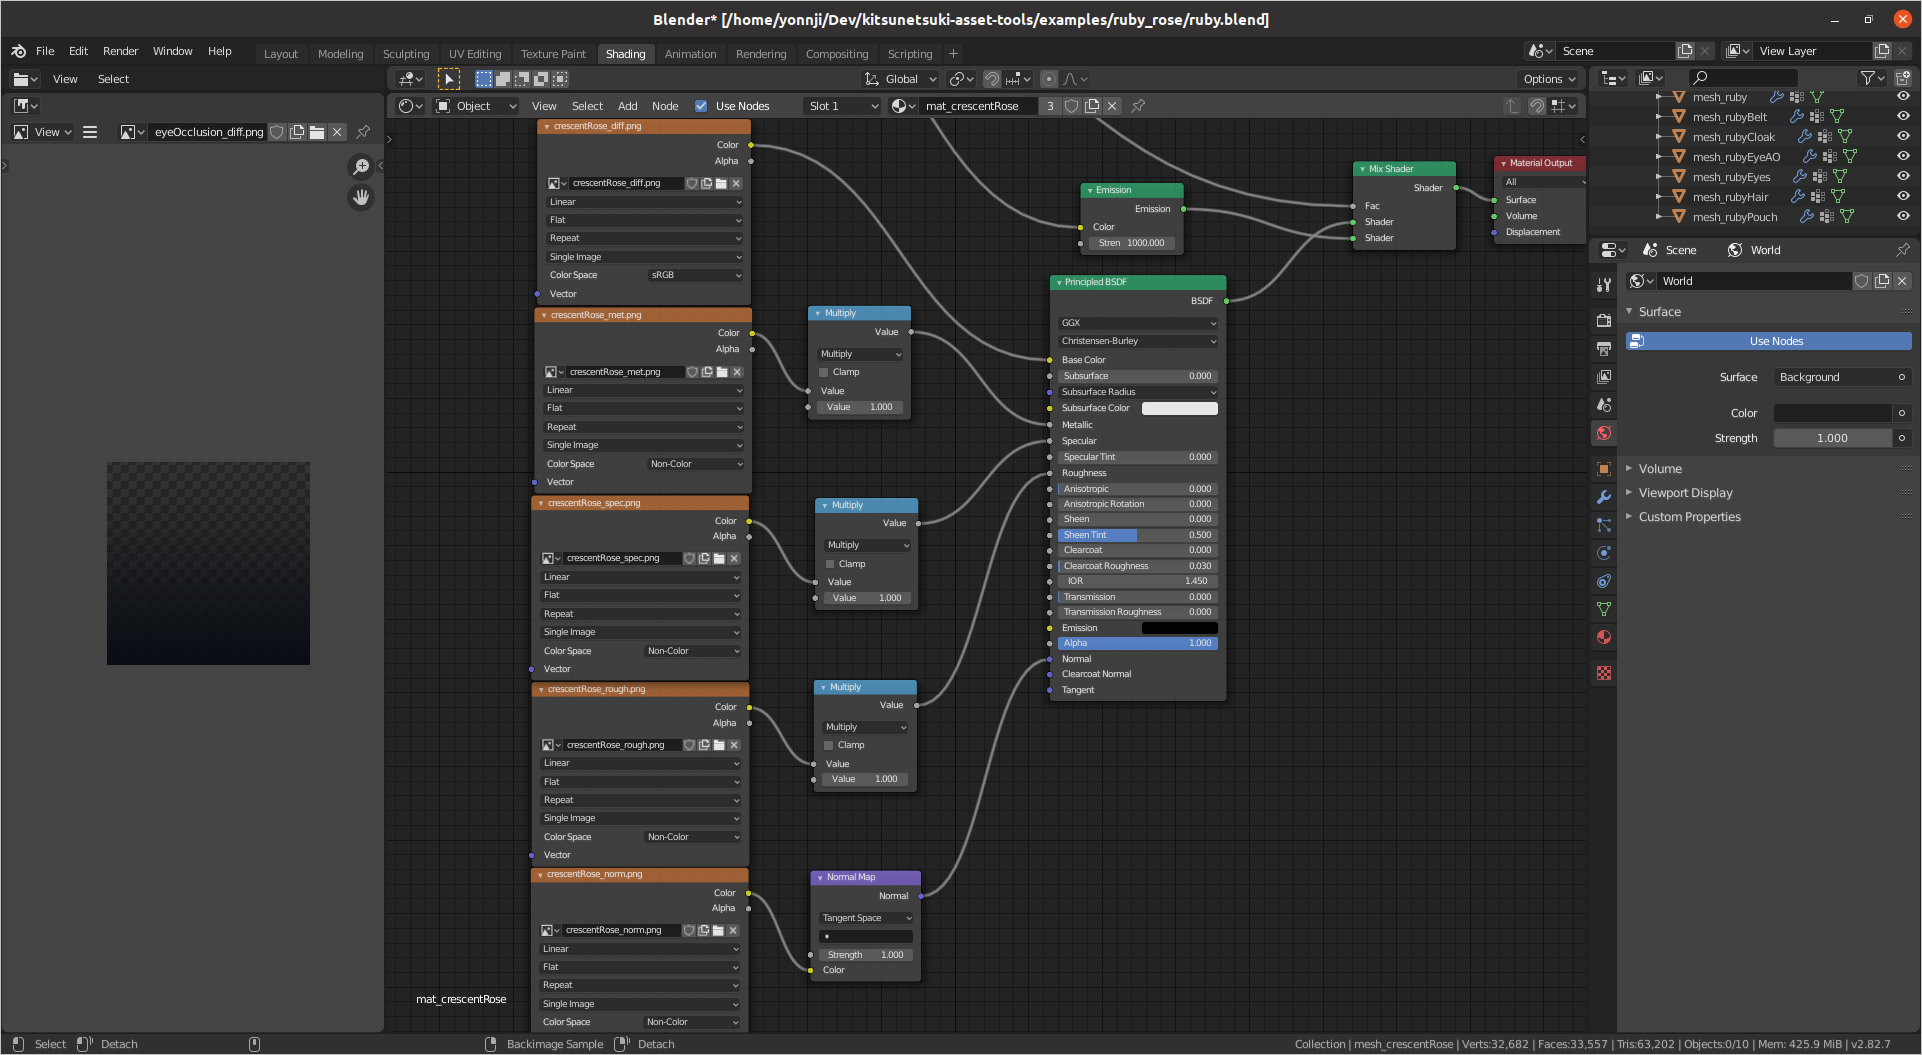 Blender* [/home/yonnji/Dev/kitsunetsuki-asset-tools/examples/ruby_rose/ruby.blend]
File Edit Render Window Help Layout Modeling Sculpting UV Editing Texture Paint Shading Animation Rendering Compositing Scripting + Scene View Layer
View Select Global Options
Object View Select Add Node Use Nodes Slot 1 mat_crescentRose 3
View eyeOcclusion_diff.png
mesh_ruby
mesh_rubyBelt
mesh_rubyCloak
mesh_rubyEyeAO
mesh_rubyEyes
mesh_rubyHair
mesh_rubyPouch
crescentRose_diff.png
Color
Alpha
crescentRose_diff.png
Linear
Flat
Repeat
Single Image
Color Space sRGB
Vector
crescentRose_met.png
Color
Alpha
crescentRose_met.png
Linear
Flat
Repeat
Single Image
Color Space Non-Color
Vector
crescentRose_spec.png
Color
Alpha
crescentRose_spec.png
Linear
Flat
Repeat
Single Image
Color Space Non-Color
Vector
crescentRose_rough.png
Color
Alpha
crescentRose_rough.png
Linear
Flat
Repeat
Single Image
Color Space Non-Color
Vector
crescentRose_norm.png
Color
Alpha
crescentRose_norm.png
Linear
Flat
Repeat
Single Image
Color Space Non-Color
mat_crescentRose
Multiply
Value
Multiply
Clamp
Value
Value 1.000
Multiply
Value
Multiply
Clamp
Value
Value 1.000
Multiply
Value
Multiply
Clamp
Value
Value 1.000
Normal Map
Normal
Tangent Space
Strength 1.000
Color
Emission
Emission
Color
Stren 1000.000
Principled BSDF
BSDF
GGX
Christensen-Burley
Base Color
Subsurface 0.000
Subsurface Radius
Subsurface Color
Metallic
Specular
Specular Tint 0.000
Roughness
Anisotropic 0.000
Anisotropic Rotation 0.000
Sheen 0.000
Sheen Tint 0.500
Clearcoat 0.000
Clearcoat Roughness 0.030
IOR 1.450
Transmission 0.000
Transmission Roughness 0.000
Emission
Alpha 1.000
Normal
Clearcoat Normal
Tangent
Mix Shader
Shader
Fac
Shader
Shader
Material Output
All
Surface
Volume
Displacement
Scene World
World
Surface
Use Nodes
Surface Background
Color
Strength 1.000
Volume
Viewport Display
Custom Properties
Select Detach Backimage Sample Detach Collection | mesh_crescentRose | Verts:32,682 | Faces:33,557 | Tris:63,202 | Objects:0/10 | Mem: 425.9 MiB | v2.82.7